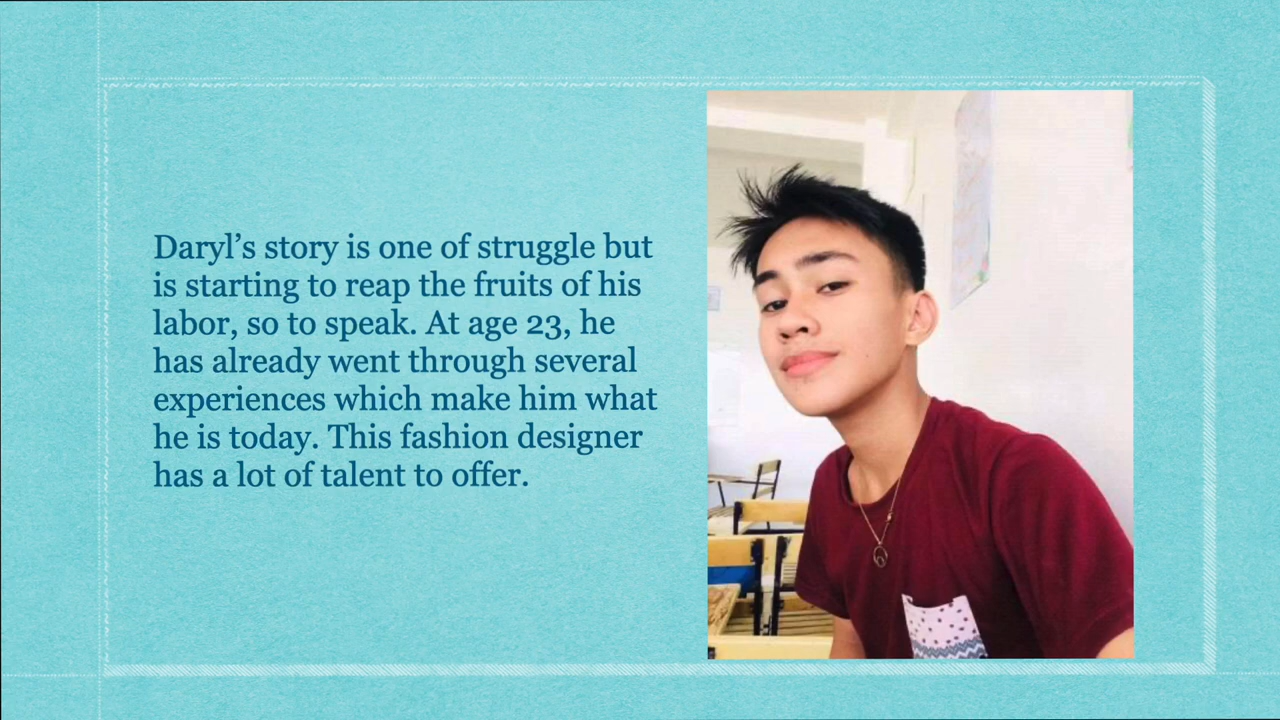 Daryl’s story is one of struggle but
is starting to reap the fruits of his
labor, so to speak. At age 23, he
has already went through several
experiences which make him what
he is today. This fashion designer
has a lot of talent to offer.